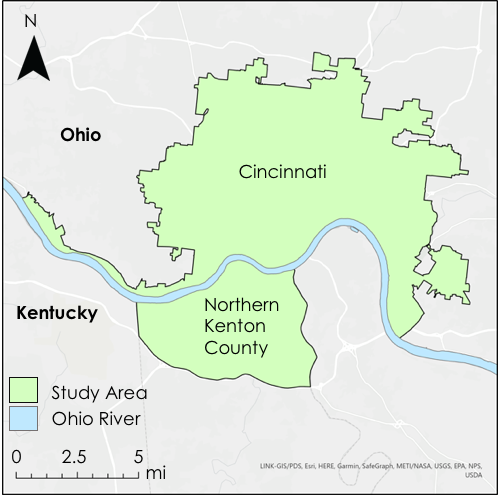 N
Ohio
Cincinnati
Kentucky
Northern
Kenton
County
Study Area
Ohio River
0 2.5 5
mi
LINK-GIS/PDS, Esri, HERE, Garmin, SafeGraph, METI/NASA, USGS, EPA, NPS,
USDA